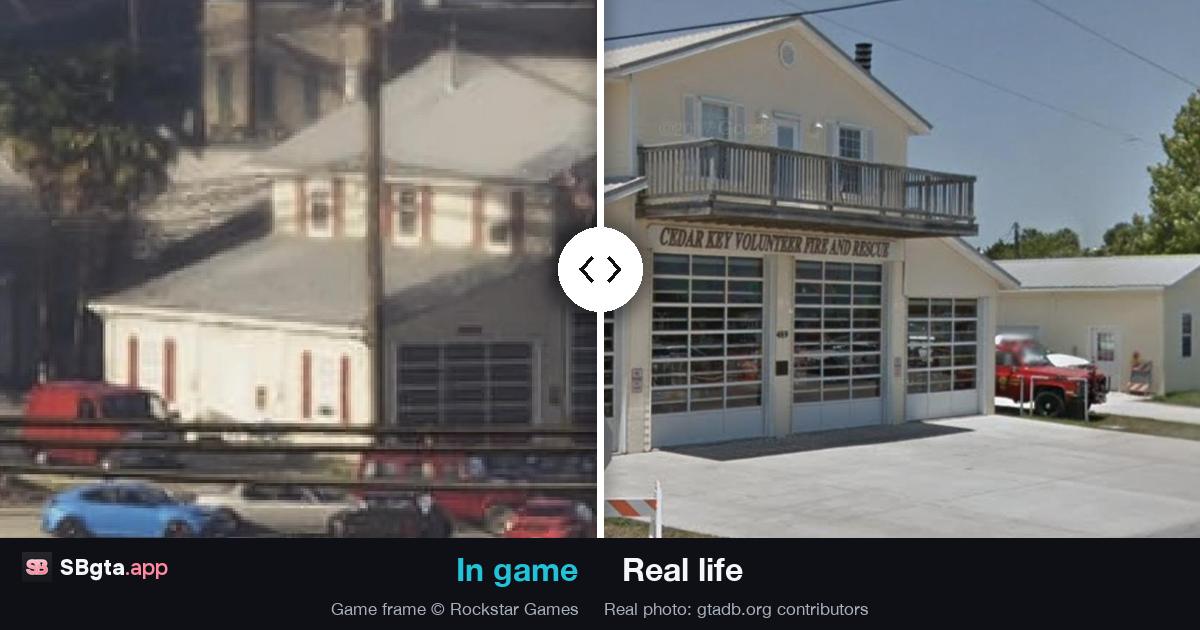 CEDAR KEY VOLUNTEER FIRE AND RESCUE
SB SBgta.app
In game
Real life
Game frame © Rockstar Games
Real photo: gtadb.org contributors